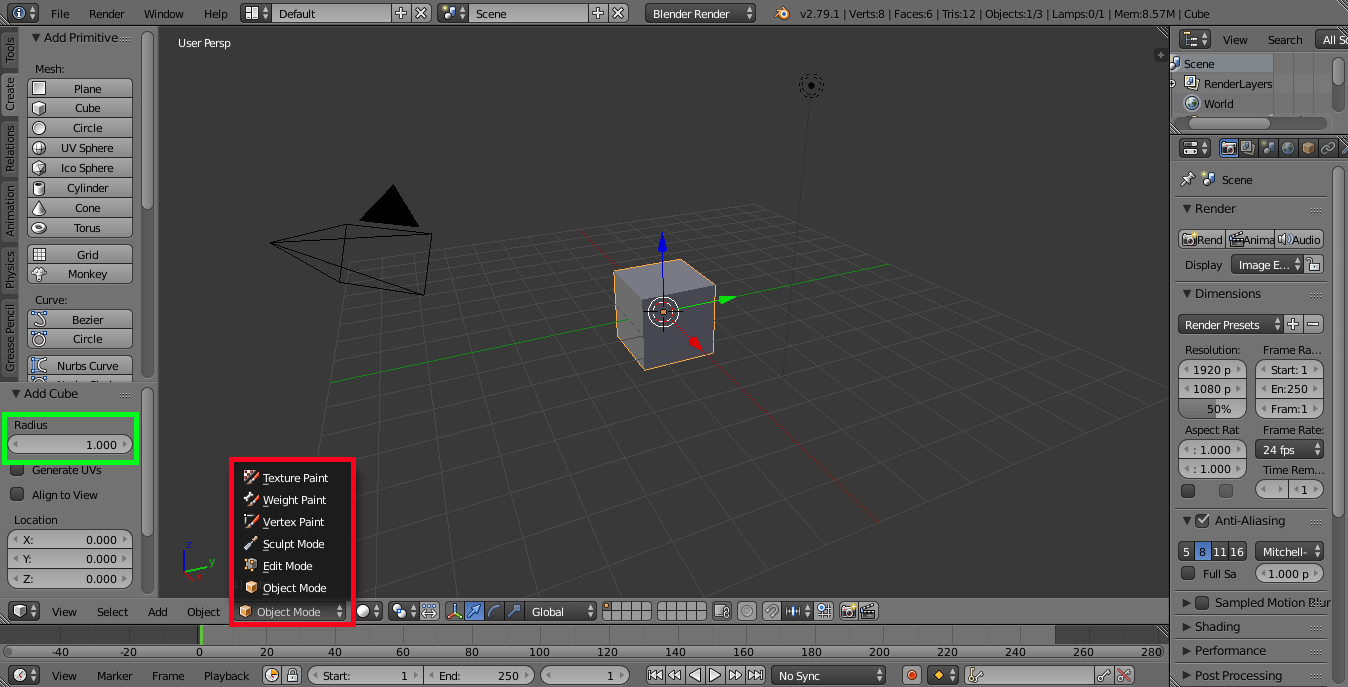 File Render Window Help Default Scene Blender Render v2.79.1 | Verts:8 | Faces:6 | Tris:12 | Objects:1/3 | Lamps:0/1 | Mem:8.57M | Cube
Tools
Create
Relations
Animation
Physics
Grease Pencil
Add Primitive
Mesh:
Plane
Cube
Circle
UV Sphere
Ico Sphere
Cylinder
Cone
Torus
Grid
Monkey
Curve:
Bezier
Circle
Nurbs Curve
Add Cube
Radius
1.000
Generate UVs
Align to View
Location
X: 0.000
Y: 0.000
Z: 0.000
User Persp
z
y
x
Texture Paint
Weight Paint
Vertex Paint
Sculpt Mode
Edit Mode
Object Mode
View Select Add Object Object Mode Global
-40 -20 0 20 40 60 80 100 120 140 160 180 200 220 240 260 280
View Marker Frame Playback Start: 1 End: 250 1 No Sync
View Search All Sc
Scene
RenderLayers
World
Scene
Render
Rend Anima Audio
Display Image E...
Dimensions
Render Presets
Resolution: Frame Ra...
1920 p Start: 1
1080 p En:250
50% Fram:1
Aspect Rat Frame Rate:
: 1.000 24 fps
: 1.000 Time Rem...
1
Anti-Aliasing
5 8 11 16 Mitchell-
Full Sa 1.000 p
Sampled Motion Blur
Shading
Performance
Post Processing